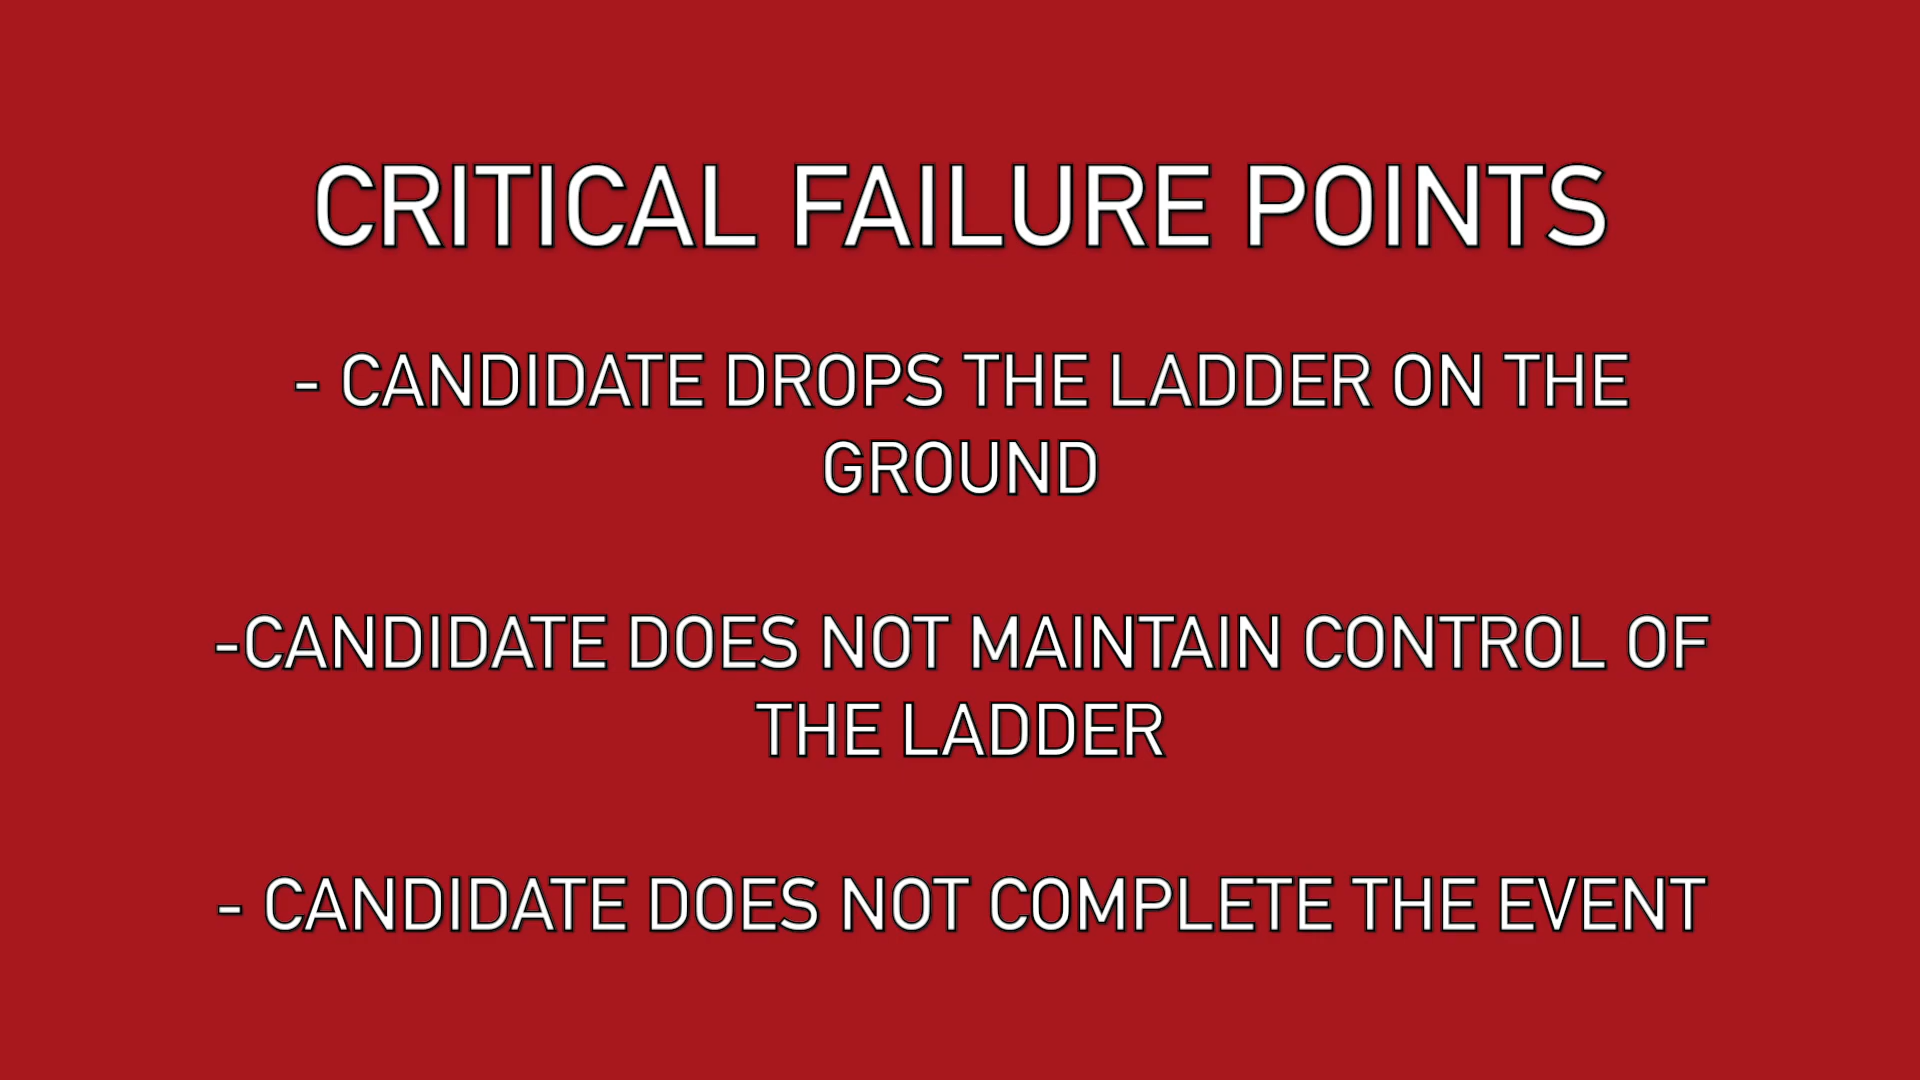 CRITICAL FAILURE POINTS
- CANDIDATE DROPS THE LADDER ON THE
GROUND
-CANDIDATE DOES NOT MAINTAIN CONTROL OF
THE LADDER
- CANDIDATE DOES NOT COMPLETE THE EVENT